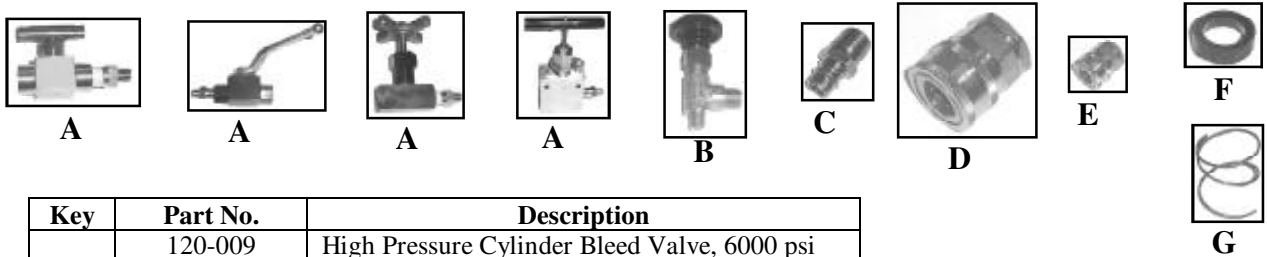 A A A A B C D E F
G
Key Part No. Description
120-009 High Pressure Cylinder Bleed Valve, 6000 psi